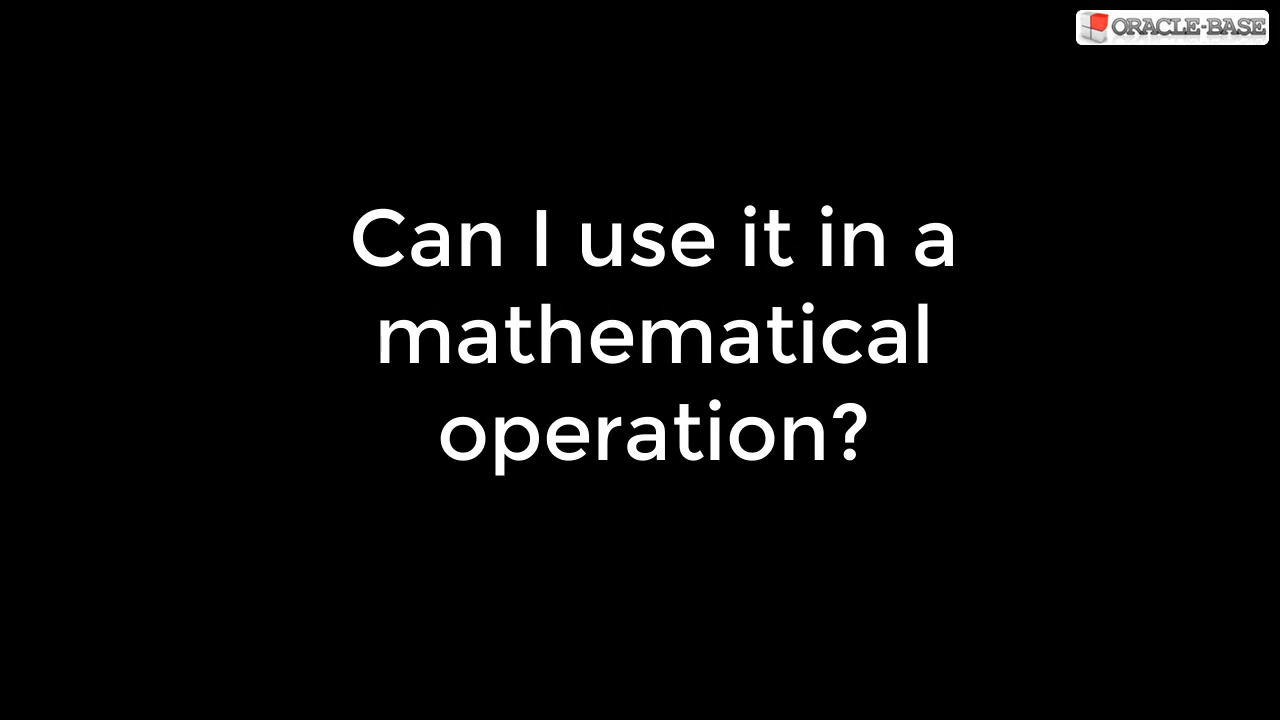 ORACLE-BASE
Can I use it in a
mathematical
operation?